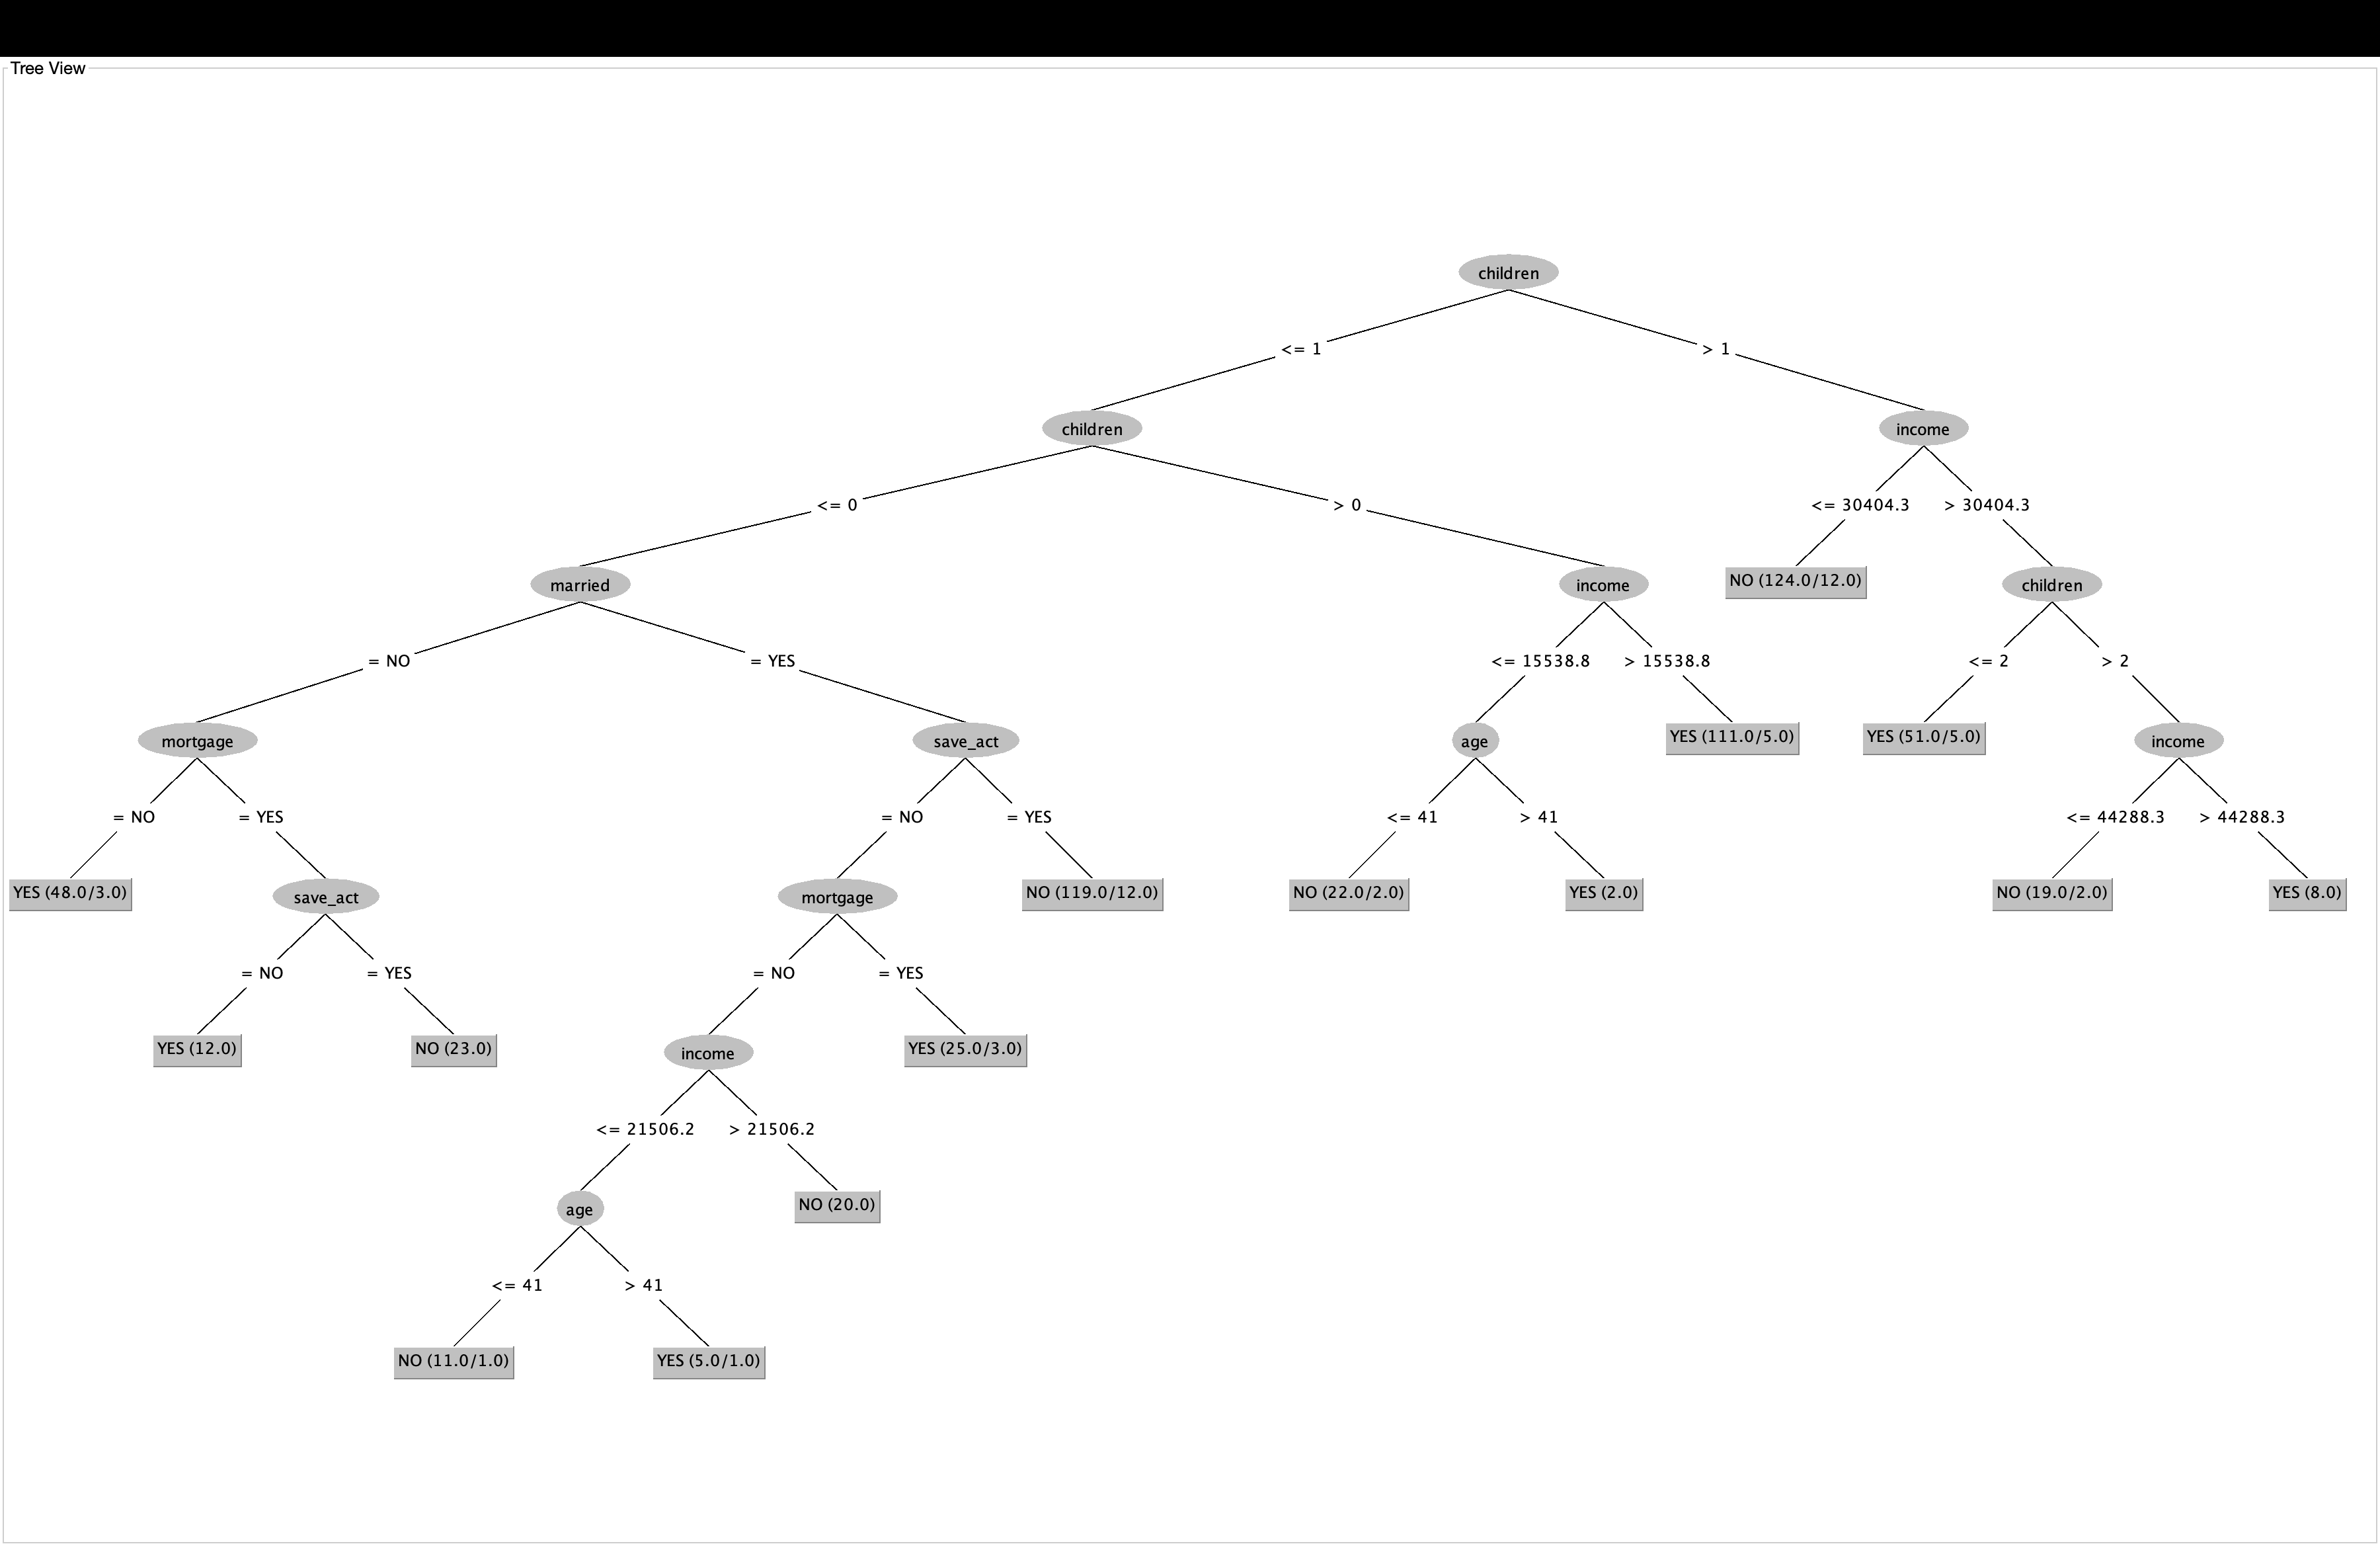 Tree View
children
<= 1
> 1
children
income
<= 0
> 0
<= 30404.3
> 30404.3
married
income
NO (124.0/12.0)
children
= NO
= YES
<= 15538.8
> 15538.8
<= 2
> 2
mortgage
save_act
age
YES (111.0/5.0)
YES (51.0/5.0)
income
= NO
= YES
= NO
= YES
<= 41
> 41
<= 44288.3
> 44288.3
YES (48.0/3.0)
save_act
mortgage
NO (119.0/12.0)
NO (22.0/2.0)
YES (2.0)
NO (19.0/2.0)
YES (8.0)
= NO
= YES
= NO
= YES
YES (12.0)
NO (23.0)
income
YES (25.0/3.0)
<= 21506.2
> 21506.2
age
NO (20.0)
<= 41
> 41
NO (11.0/1.0)
YES (5.0/1.0)